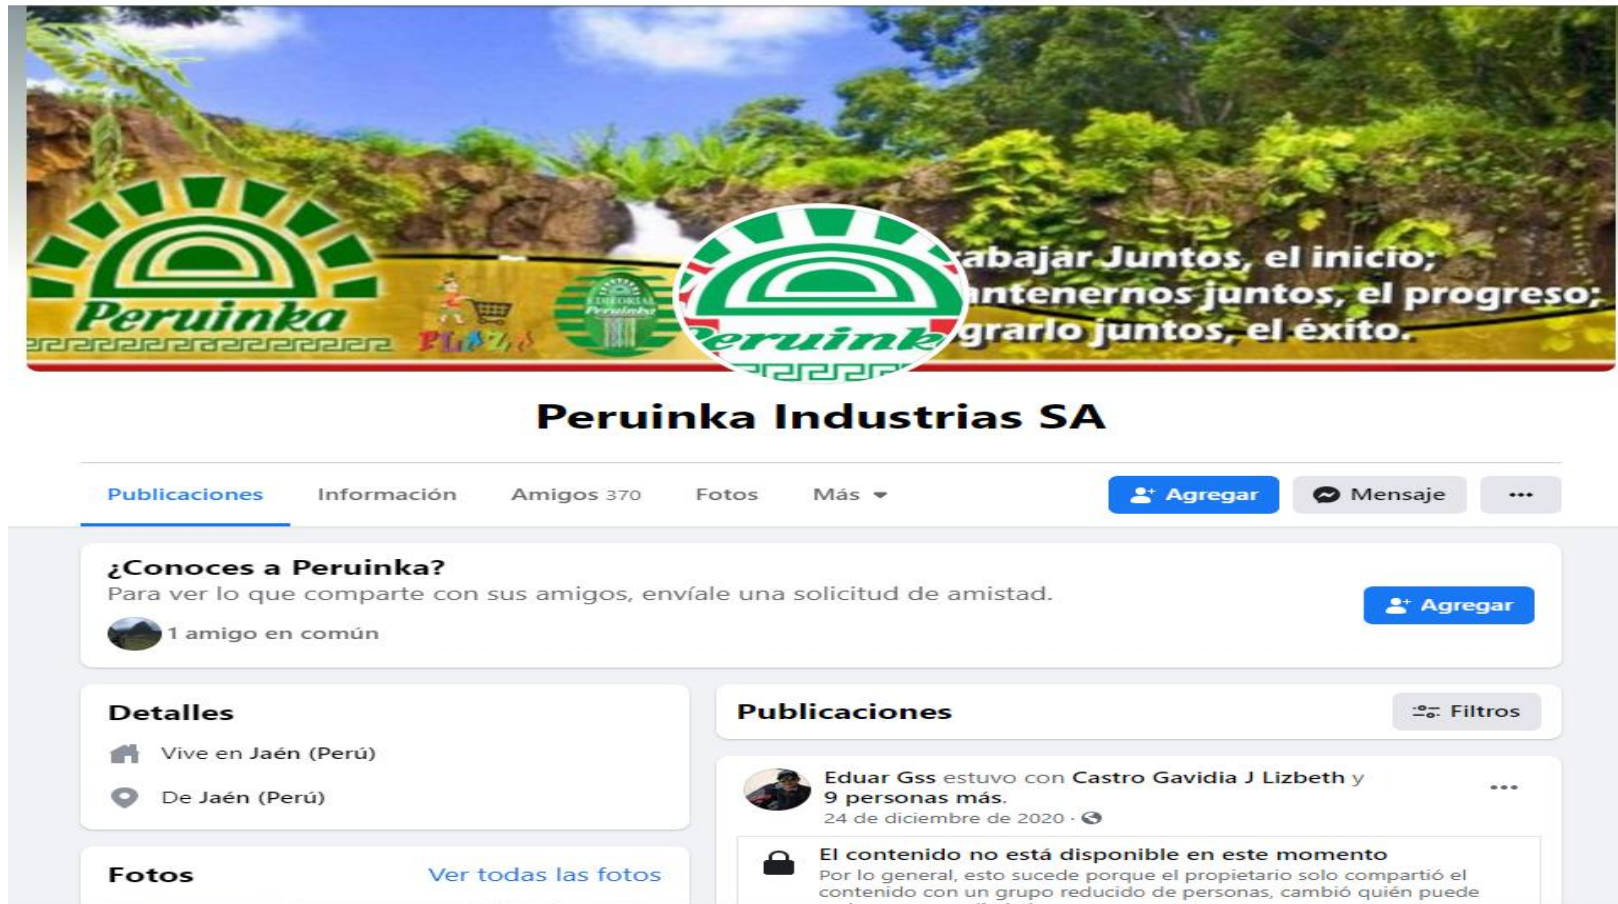 Peruinka
PLAZA
EDITORIAL
Peruinka
Peruink
abajar Juntos, el inicio;
ntenernos juntos, el progreso;
grarlo juntos, el éxito.
Peruinka Industrias SA
Publicaciones Información Amigos 370 Fotos Más Agregar Mensaje
¿Conoces a Peruinka?
Para ver lo que comparte con sus amigos, envíale una solicitud de amistad.
Agregar
1 amigo en común
Detalles
Vive en Jaén (Perú)
De Jaén (Perú)
Fotos Ver todas las fotos
Publicaciones Filtros
Eduar Gss estuvo con Castro Gavidia J Lizbeth y
9 personas más.
24 de diciembre de 2020 ·
El contenido no está disponible en este momento
Por lo general, esto sucede porque el propietario solo compartió el
contenido con un grupo reducido de personas, cambió quién puede